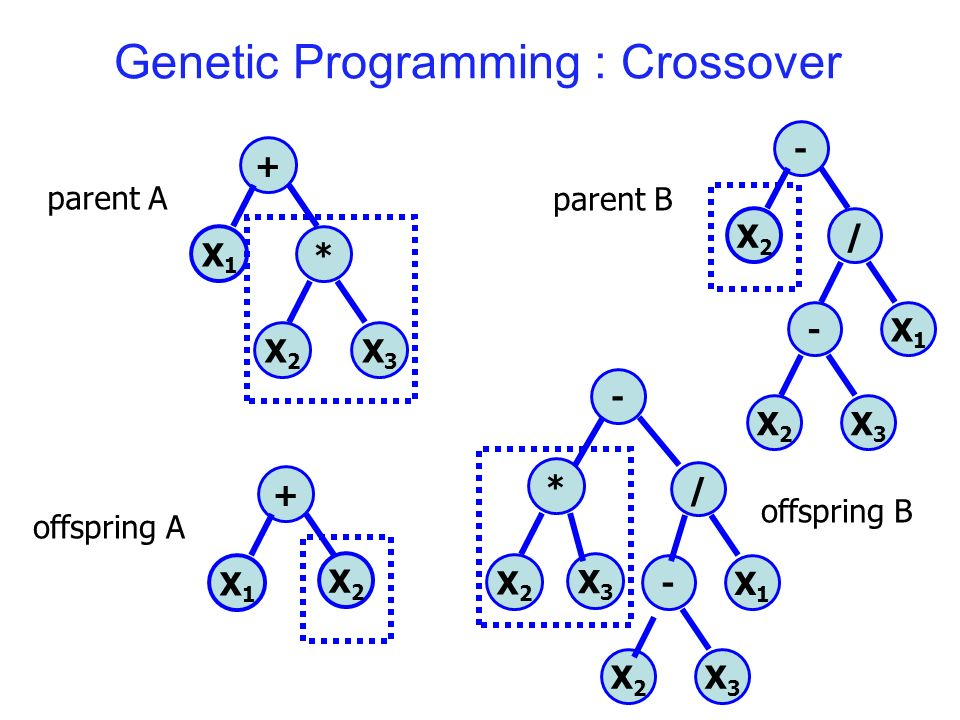 Genetic Programming : Crossover
parent A
+
x₁ *
x₂ x₃
parent B
-
x₂ /
- x₁
x₂ x₃
offspring A
+
x₁ x₂
offspring B
-
* /
x₂ x₃ - x₁
x₂ x₃